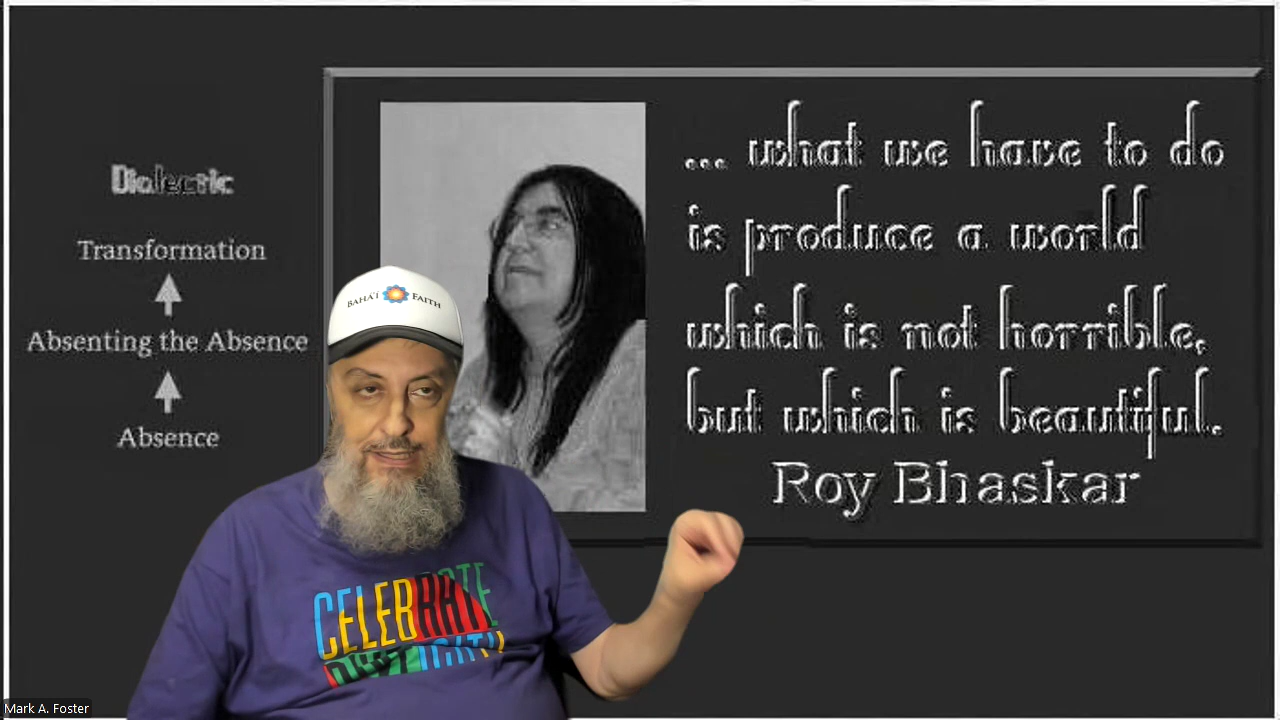 Dialectic
Transformation
Absenting the Absence
Absence
... what we have to do
is produce a world
which is not horrible,
but which is beautiful.
Roy Bhaskar
BAHÁ'Í FAITH
CELEBRATE
Mark A. Foster